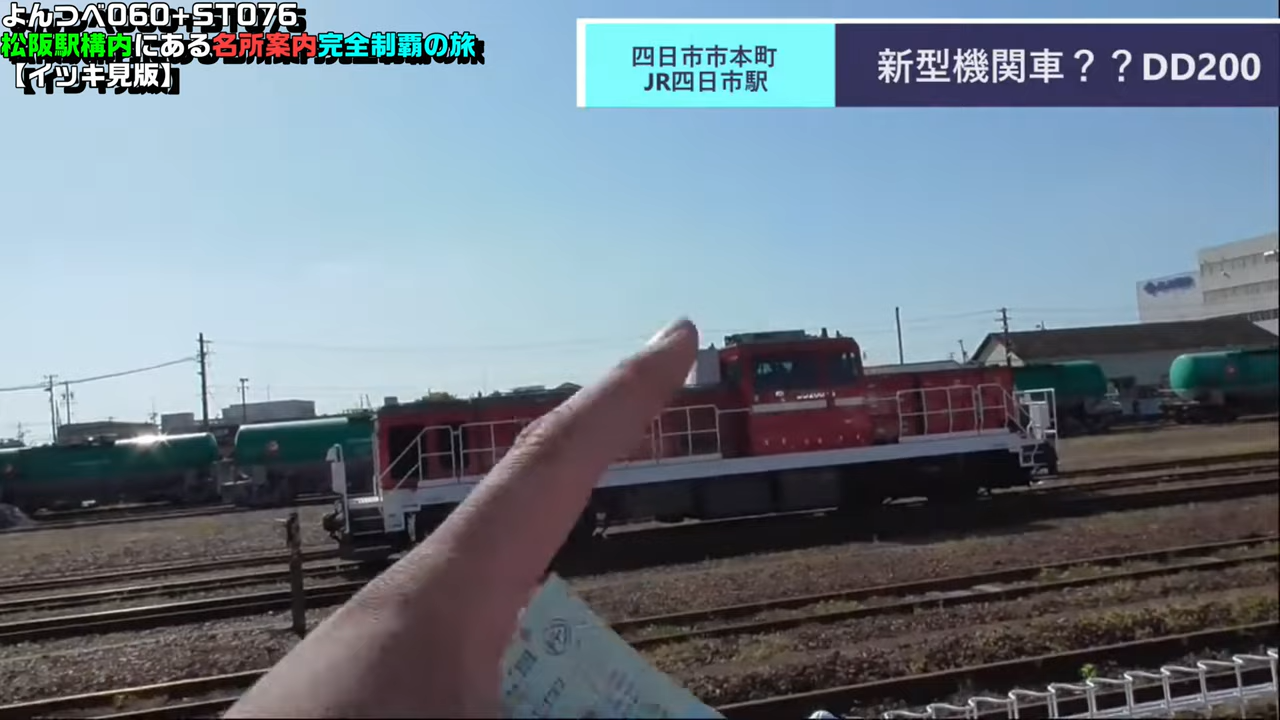 よんつべ060+ST076
松阪駅構内にある名所案内完全制覇の旅
【イツキ見版】
四日市市本町
JR四日市駅
新型機関車？？DD200